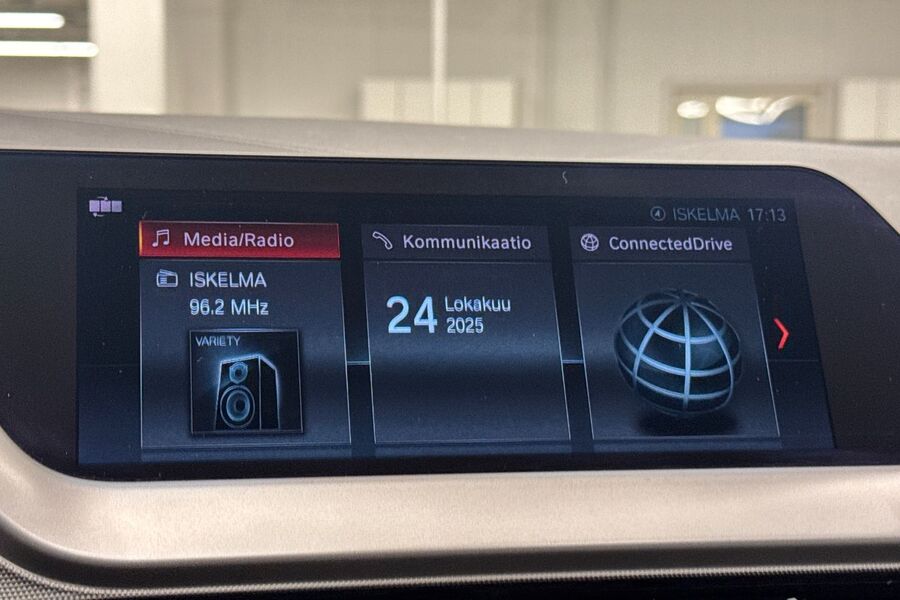 ISKELMA 17:13
Media/Radio
ISKELMA
96.2 MHz
VARIETY
Kommunikaatio
24 Lokakuu
2025
ConnectedDrive